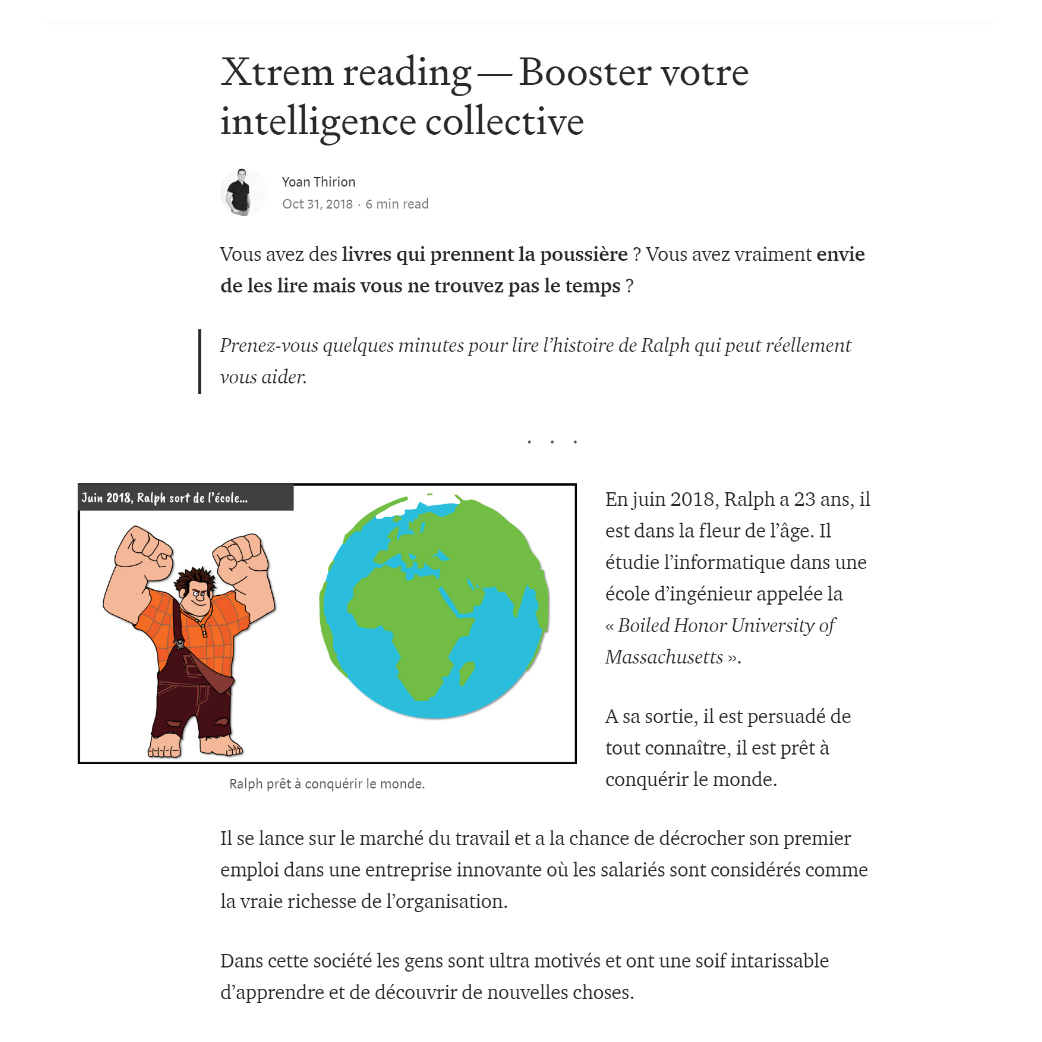 Xtrem reading — Booster votre
intelligence collective
Yoan Thirion
Oct 31, 2018 · 6 min read
Vous avez des livres qui prennent la poussière ? Vous avez vraiment envie
de les lire mais vous ne trouvez pas le temps ?
Prenez-vous quelques minutes pour lire l’histoire de Ralph qui peut réellement
vous aider.
. . .
Juin 2018, Ralph sort de l’école...
Ralph prêt à conquérir le monde.
En juin 2018, Ralph a 23 ans, il
est dans la fleur de l’âge. Il
étudie l’informatique dans une
école d’ingénieur appelée la
« Boiled Honor University of
Massachusetts ».
A sa sortie, il est persuadé de
tout connaître, il est prêt à
conquérir le monde.
Il se lance sur le marché du travail et a la chance de décrocher son premier
emploi dans une entreprise innovante où les salariés sont considérés comme
la vraie richesse de l’organisation.
Dans cette société les gens sont ultra motivés et ont une soif intarissable
d’apprendre et de découvrir de nouvelles choses.